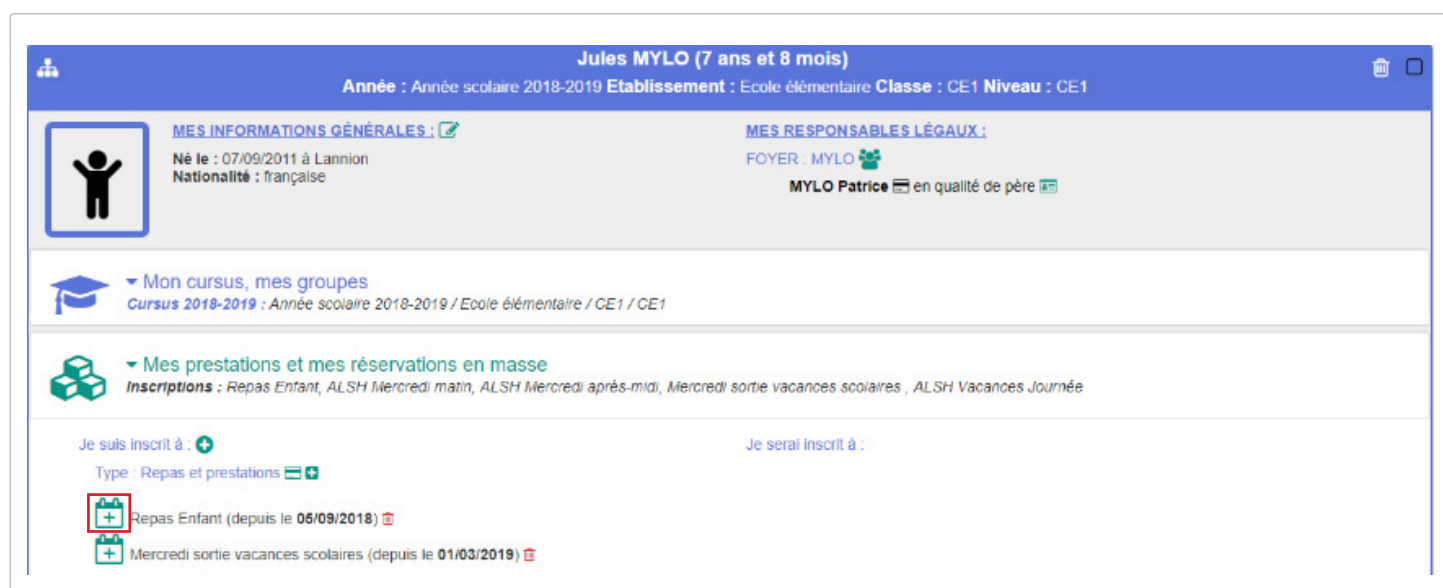 Jules MYLO (7 ans et 8 mois)
Année : Année scolaire 2018-2019 Etablissement : Ecole élémentaire Classe : CE1 Niveau : CE1
MES INFORMATIONS GÉNÉRALES :
Né le : 07/09/2011 à Lannion
Nationalité : française
MES RESPONSABLES LÉGAUX :
FOYER : MYLO
MYLO Patrice en qualité de père
Mon cursus, mes groupes
Cursus 2018-2019 : Année scolaire 2018-2019 / Ecole élémentaire / CE1 / CE1
Mes prestations et mes réservations en masse
Inscriptions : Repas Enfant, ALSH Mercredi matin, ALSH Mercredi après-midi, Mercredi sortie vacances scolaires , ALSH Vacances Journée
Je suis inscrit à :
Type : Repas et prestations
Repas Enfant (depuis le 05/09/2018)
Mercredi sortie vacances scolaires (depuis le 01/03/2019)
Je serai inscrit à :